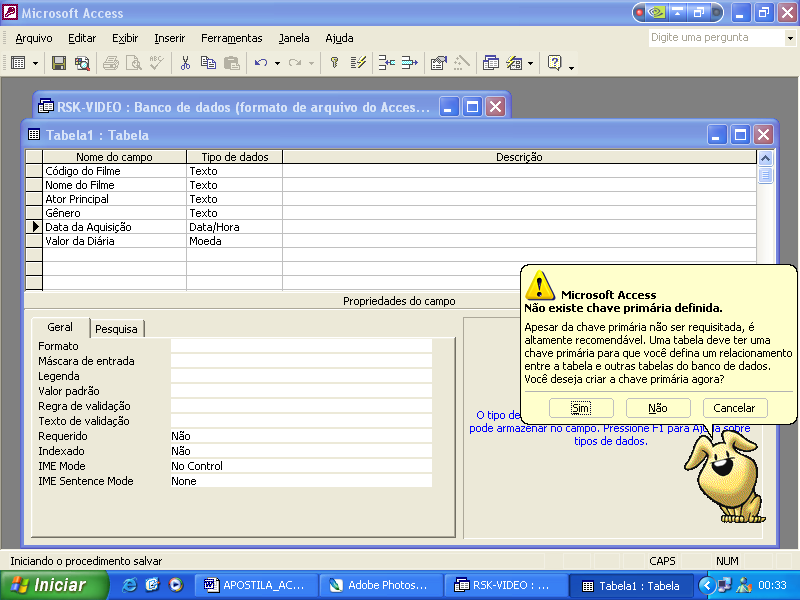 Microsoft Access
Arquivo Editar Exibir Inserir Ferramentas Janela Ajuda
Digite uma pergunta
RSK-VIDEO : Banco de dados (formato de arquivo do Acces...
Tabela1 : Tabela
Nome do campo Tipo de dados Descrição
Código do Filme Texto
Nome do Filme Texto
Ator Principal Texto
Gênero Texto
Data da Aquisição Data/Hora
Valor da Diária Moeda
Propriedades do campo
Geral Pesquisa
Formato
Máscara de entrada
Legenda
Valor padrão
Regra de validação
Texto de validação
Requerido Não
Indexado Não
IME Mode No Control
IME Sentence Mode None
Microsoft Access
Não existe chave primária definida.
Apesar da chave primária não ser requisitada, é
altamente recomendável. Uma tabela deve ter uma
chave primária para que você defina um relacionamento
entre a tabela e outras tabelas do banco de dados.
Você deseja criar a chave primária agora?
Sim Não Cancelar
O tipo de
pode armazenar no campo. Pressione F1 para Ajuda sobre
tipos de dados.
Iniciando o procedimento salvar CAPS NUM
Iniciar APOSTILA_AC... Adobe Photos... RSK-VIDEO : ... Tabela1 : Tabela 00:33